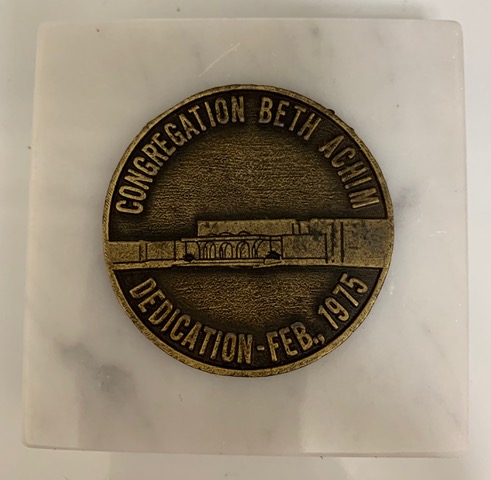 CONGREGATION BETH ACHIM
DEDICATION-FEB., 1975